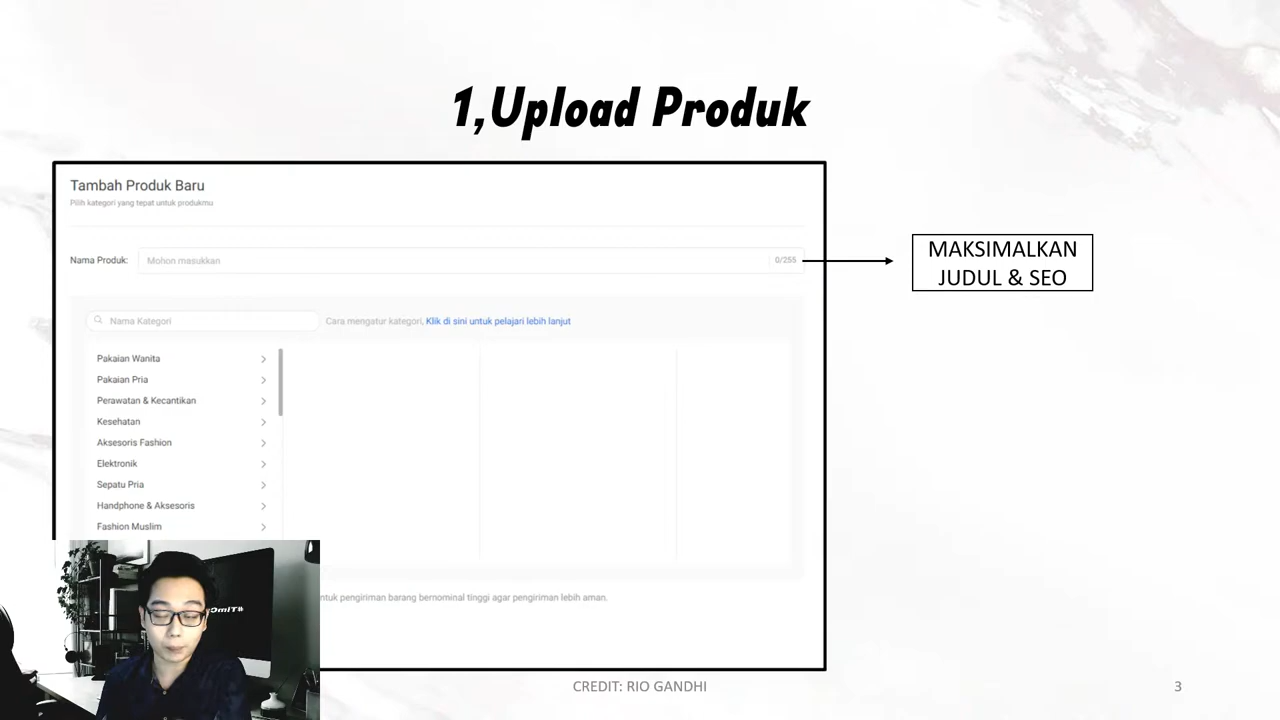 1,Upload Produk
Tambah Produk Baru
Pilih kategori yang tepat untuk produkmu
Nama Produk:
Mohon masukkan
0/255
MAKSIMALKAN
JUDUL & SEO
Nama Kategori
Cara mengatur kategori, Klik di sini untuk pelajari lebih lanjut
Pakaian Wanita
Pakaian Pria
Perawatan & Kecantikan
Kesehatan
Aksesoris Fashion
Elektronik
Sepatu Pria
Handphone & Aksesoris
Fashion Muslim
pengiriman barang bernominal tinggi agar pengiriman lebih aman.
CREDIT: RIO GANDHI
3